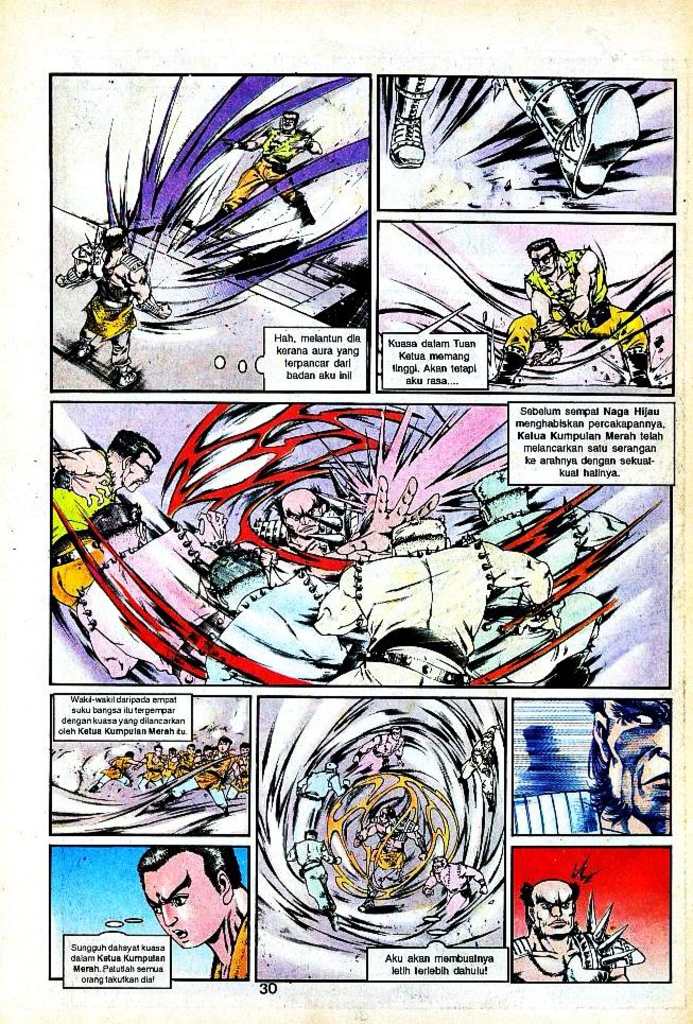 Hah, melantun dia
kerana aura yang
terpancar dari
badan aku ini!
Kuasa dalam Tuan
Ketua memang
tinggi. Akan tetapi
aku rasa....
Sebelum sempat Naga Hijau
menghabiskan percakapannya,
Ketua Kumpulan Merah telah
melancarkan satu serangan
ke arahnya dengan sekuat-
kuat hatinya.
Wakil-wakil daripada empat
suku bangsa itu tergempar
dengan kuasa yang dilancarkan
oleh Ketua Kumpulan Merah itu.
Sungguh dahsyat kuasa
dalam Ketua Kumpulan
Merah. Patutlah semua
orang takutkan dia!
Aku akan membuatnya
letih terlebih dahulu!
30